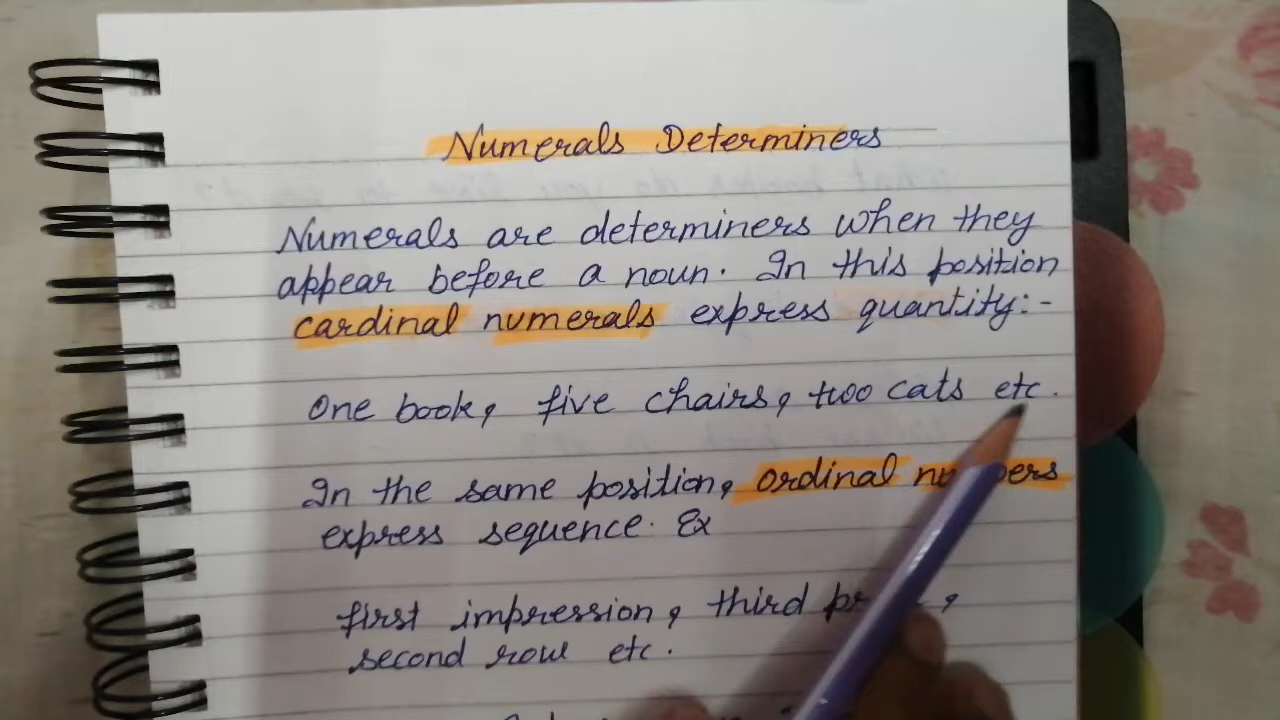 Numerals Determiners
Numerals are determiners when they
appear before a noun. In this position
cardinal numerals express quantity:-
One book, five chairs, two cats etc.
In the same position, ordinal numbers
express sequence. Ex
first impression, third
second row etc.